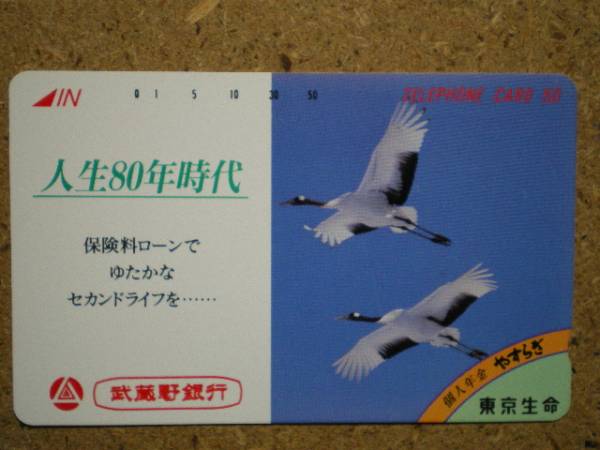 IN 0 1 5 10 30 50 TELEPHONE CARD 50
人生80年時代
保険料ローンで
ゆたかな
セカンドライフを……
武蔵野銀行
個人年金 やすらぎ
東京生命